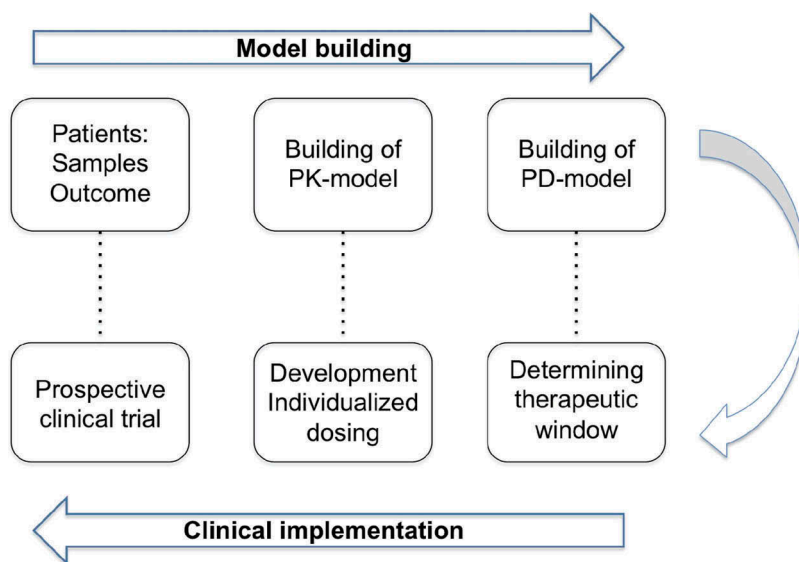 Model building
Patients:
Samples
Outcome
Building of
PK-model
Building of
PD-model
Prospective
clinical trial
Development
Individualized
dosing
Determining
therapeutic
window
Clinical implementation